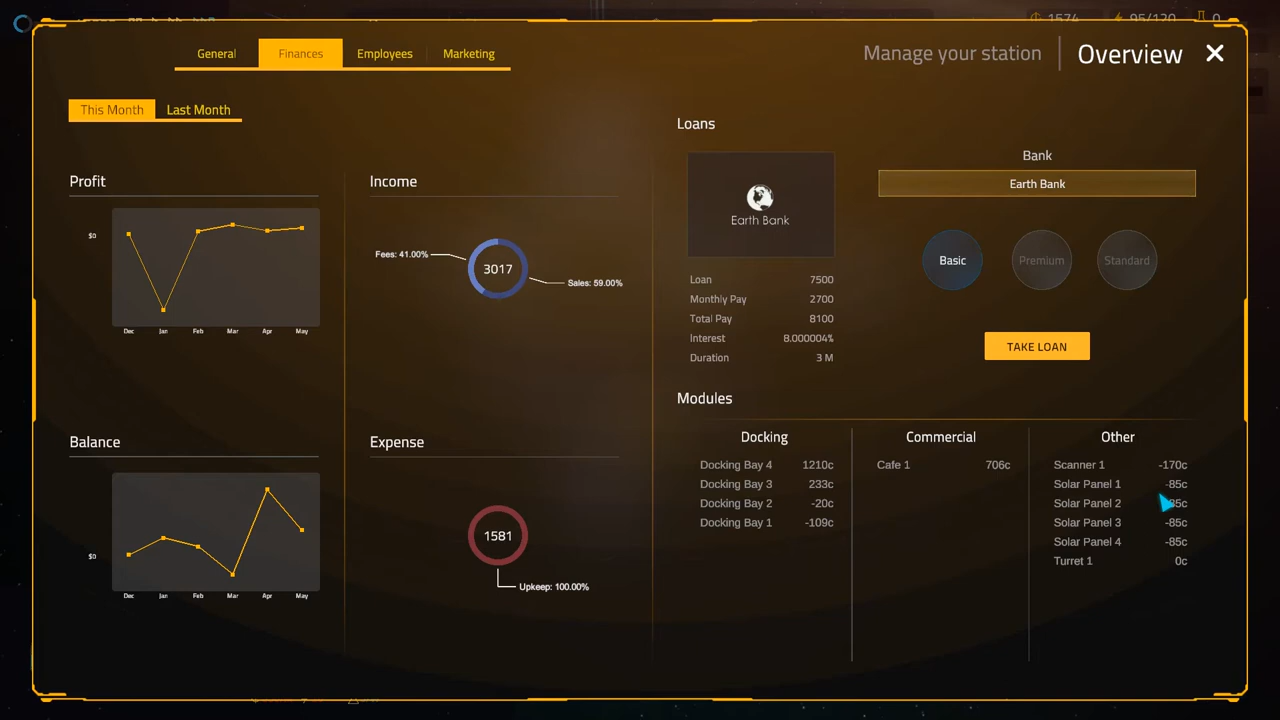 1574 95/120 0
General Finances Employees Marketing
Manage your station Overview
This Month Last Month
Profit
$0
Dec Jan Feb Mar Apr May
Income
Fees: 41.00%
3017
Sales: 59.00%
Balance
$0
Dec Jan Feb Mar Apr May
Expense
1581
Upkeep: 100.00%
Loans
Earth Bank
Loan 7500
Monthly Pay 2700
Total Pay 8100
Interest 8.000004%
Duration 3 M
Bank
Earth Bank
Basic Premium Standard
TAKE LOAN
Modules
Docking
Docking Bay 4 1210c
Docking Bay 3 233c
Docking Bay 2 -20c
Docking Bay 1 -109c
Commercial
Cafe 1 706c
Other
Scanner 1 -170c
Solar Panel 1 -85c
Solar Panel 2 -85c
Solar Panel 3 -85c
Solar Panel 4 -85c
Turret 1 0c